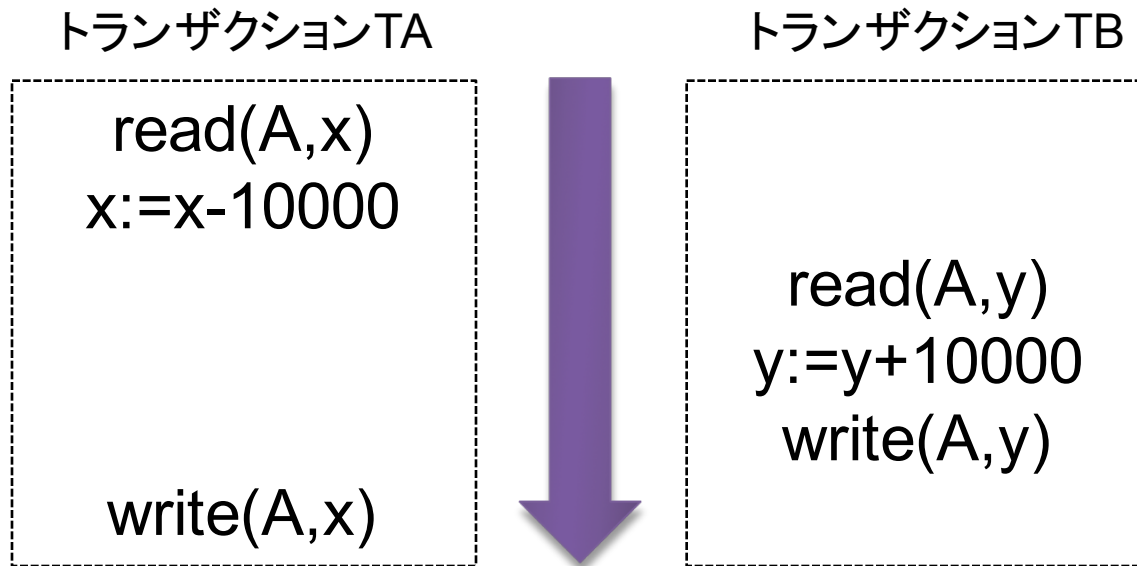 トランザクションTA
read(A,x)
x:=x-10000
write(A,x)
トランザクションTB
read(A,y)
y:=y+10000
write(A,y)